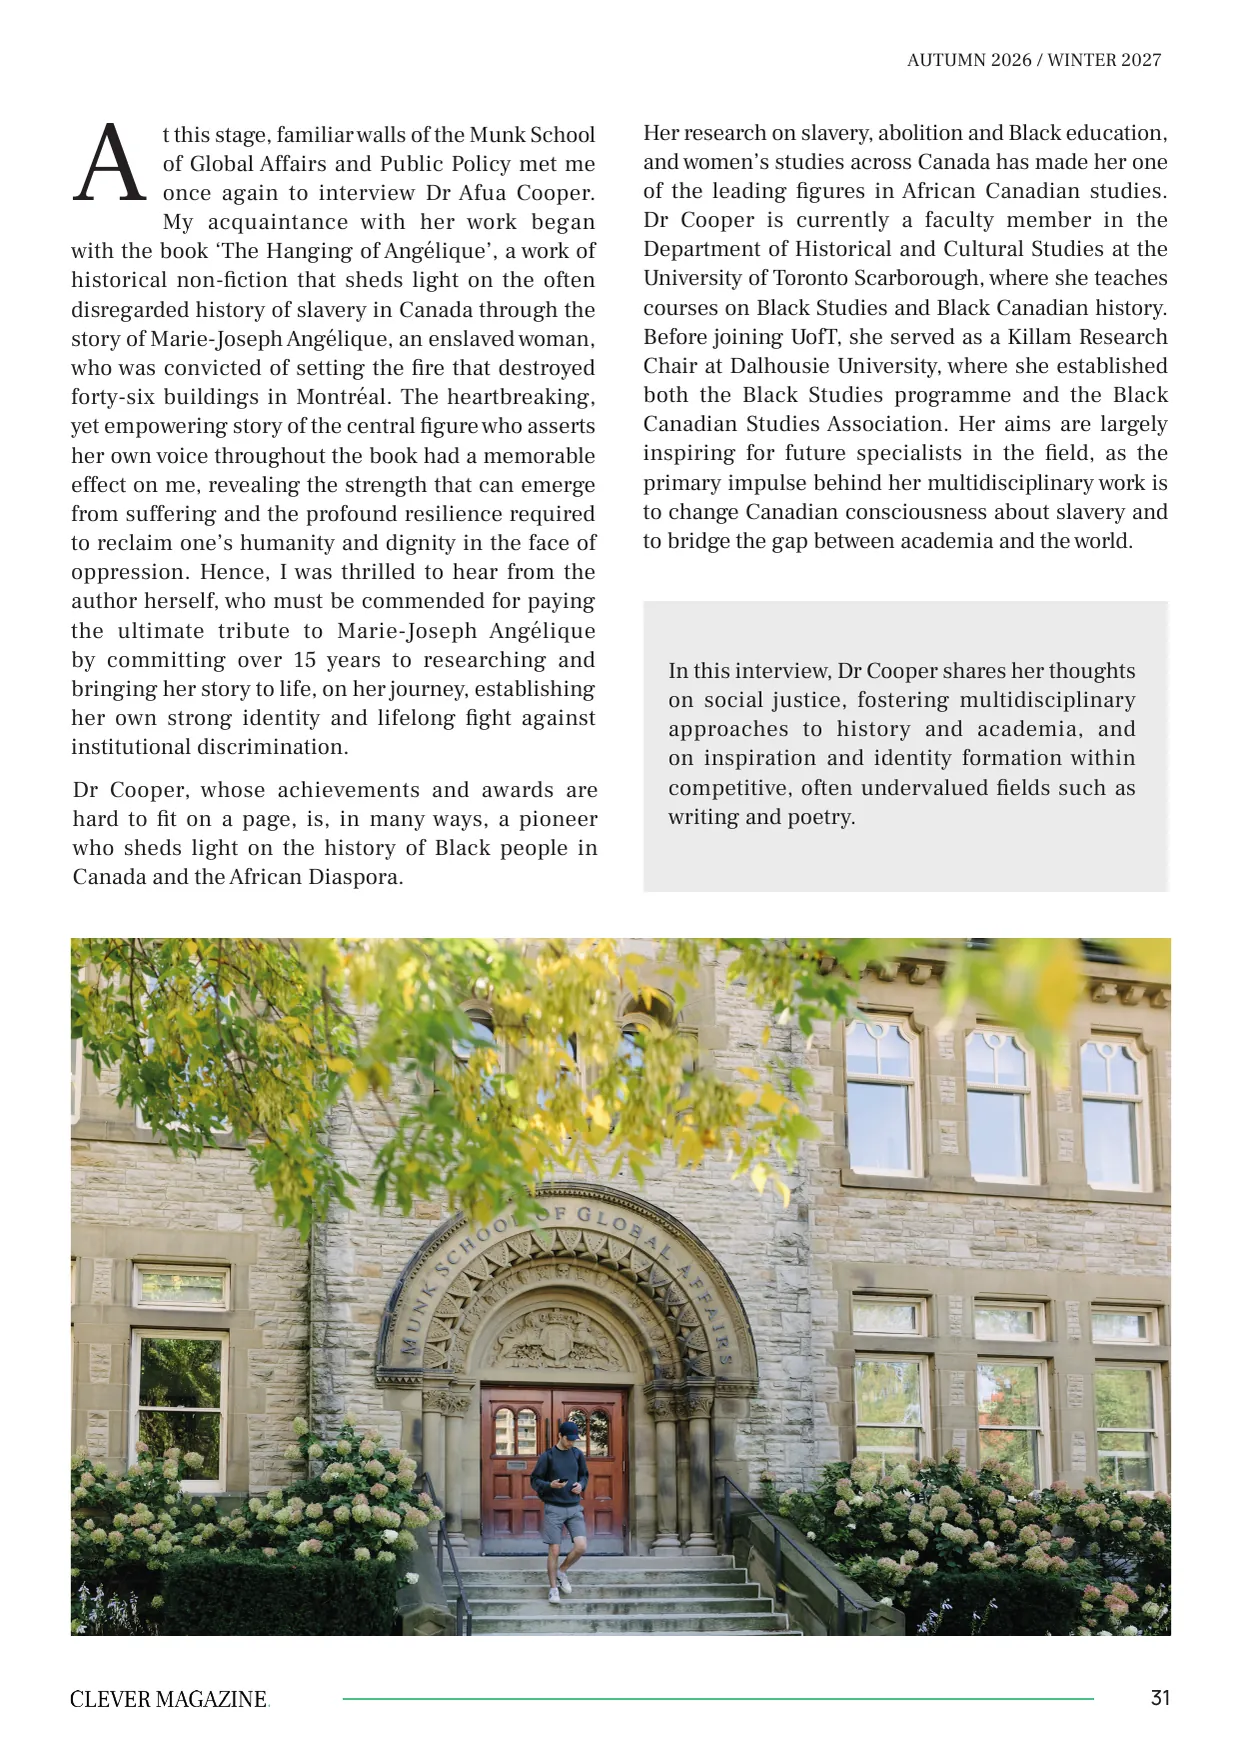 AUTUMN 2026 / WINTER 2027
At this stage, familiar walls of the Munk School
of Global Affairs and Public Policy met me
once again to interview Dr Afua Cooper.
My acquaintance with her work began
with the book ‘The Hanging of Angélique’, a work of
historical non-fiction that sheds light on the often
disregarded history of slavery in Canada through the
story of Marie-Joseph Angélique, an enslaved woman,
who was convicted of setting the fire that destroyed
forty-six buildings in Montréal. The heartbreaking,
yet empowering story of the central figure who asserts
her own voice throughout the book had a memorable
effect on me, revealing the strength that can emerge
from suffering and the profound resilience required
to reclaim one’s humanity and dignity in the face of
oppression. Hence, I was thrilled to hear from the
author herself, who must be commended for paying
the ultimate tribute to Marie-Joseph Angélique
by committing over 15 years to researching and
bringing her story to life, on her journey, establishing
her own strong identity and lifelong fight against
institutional discrimination.
Dr Cooper, whose achievements and awards are
hard to fit on a page, is, in many ways, a pioneer
who sheds light on the history of Black people in
Canada and the African Diaspora.
Her research on slavery, abolition and Black education,
and women’s studies across Canada has made her one
of the leading figures in African Canadian studies.
Dr Cooper is currently a faculty member in the
Department of Historical and Cultural Studies at the
University of Toronto Scarborough, where she teaches
courses on Black Studies and Black Canadian history.
Before joining UofT, she served as a Killam Research
Chair at Dalhousie University, where she established
both the Black Studies programme and the Black
Canadian Studies Association. Her aims are largely
inspiring for future specialists in the field, as the
primary impulse behind her multidisciplinary work is
to change Canadian consciousness about slavery and
to bridge the gap between academia and the world.
In this interview, Dr Cooper shares her thoughts
on social justice, fostering multidisciplinary
approaches to history and academia, and
on inspiration and identity formation within
competitive, often undervalued fields such as
writing and poetry.
MUNK SCHOOL OF GLOBAL AFFAIRS
CLEVER MAGAZINE.
31